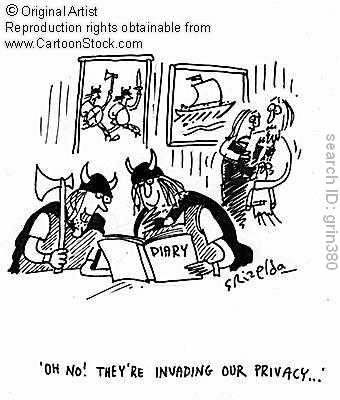 © Original Artist
Reproduction rights obtainable from
www.CartoonStock.com
DIARY
GRIZELDA
search ID: grin380
'OH NO! THEY'RE INVADING OUR PRIVACY...'